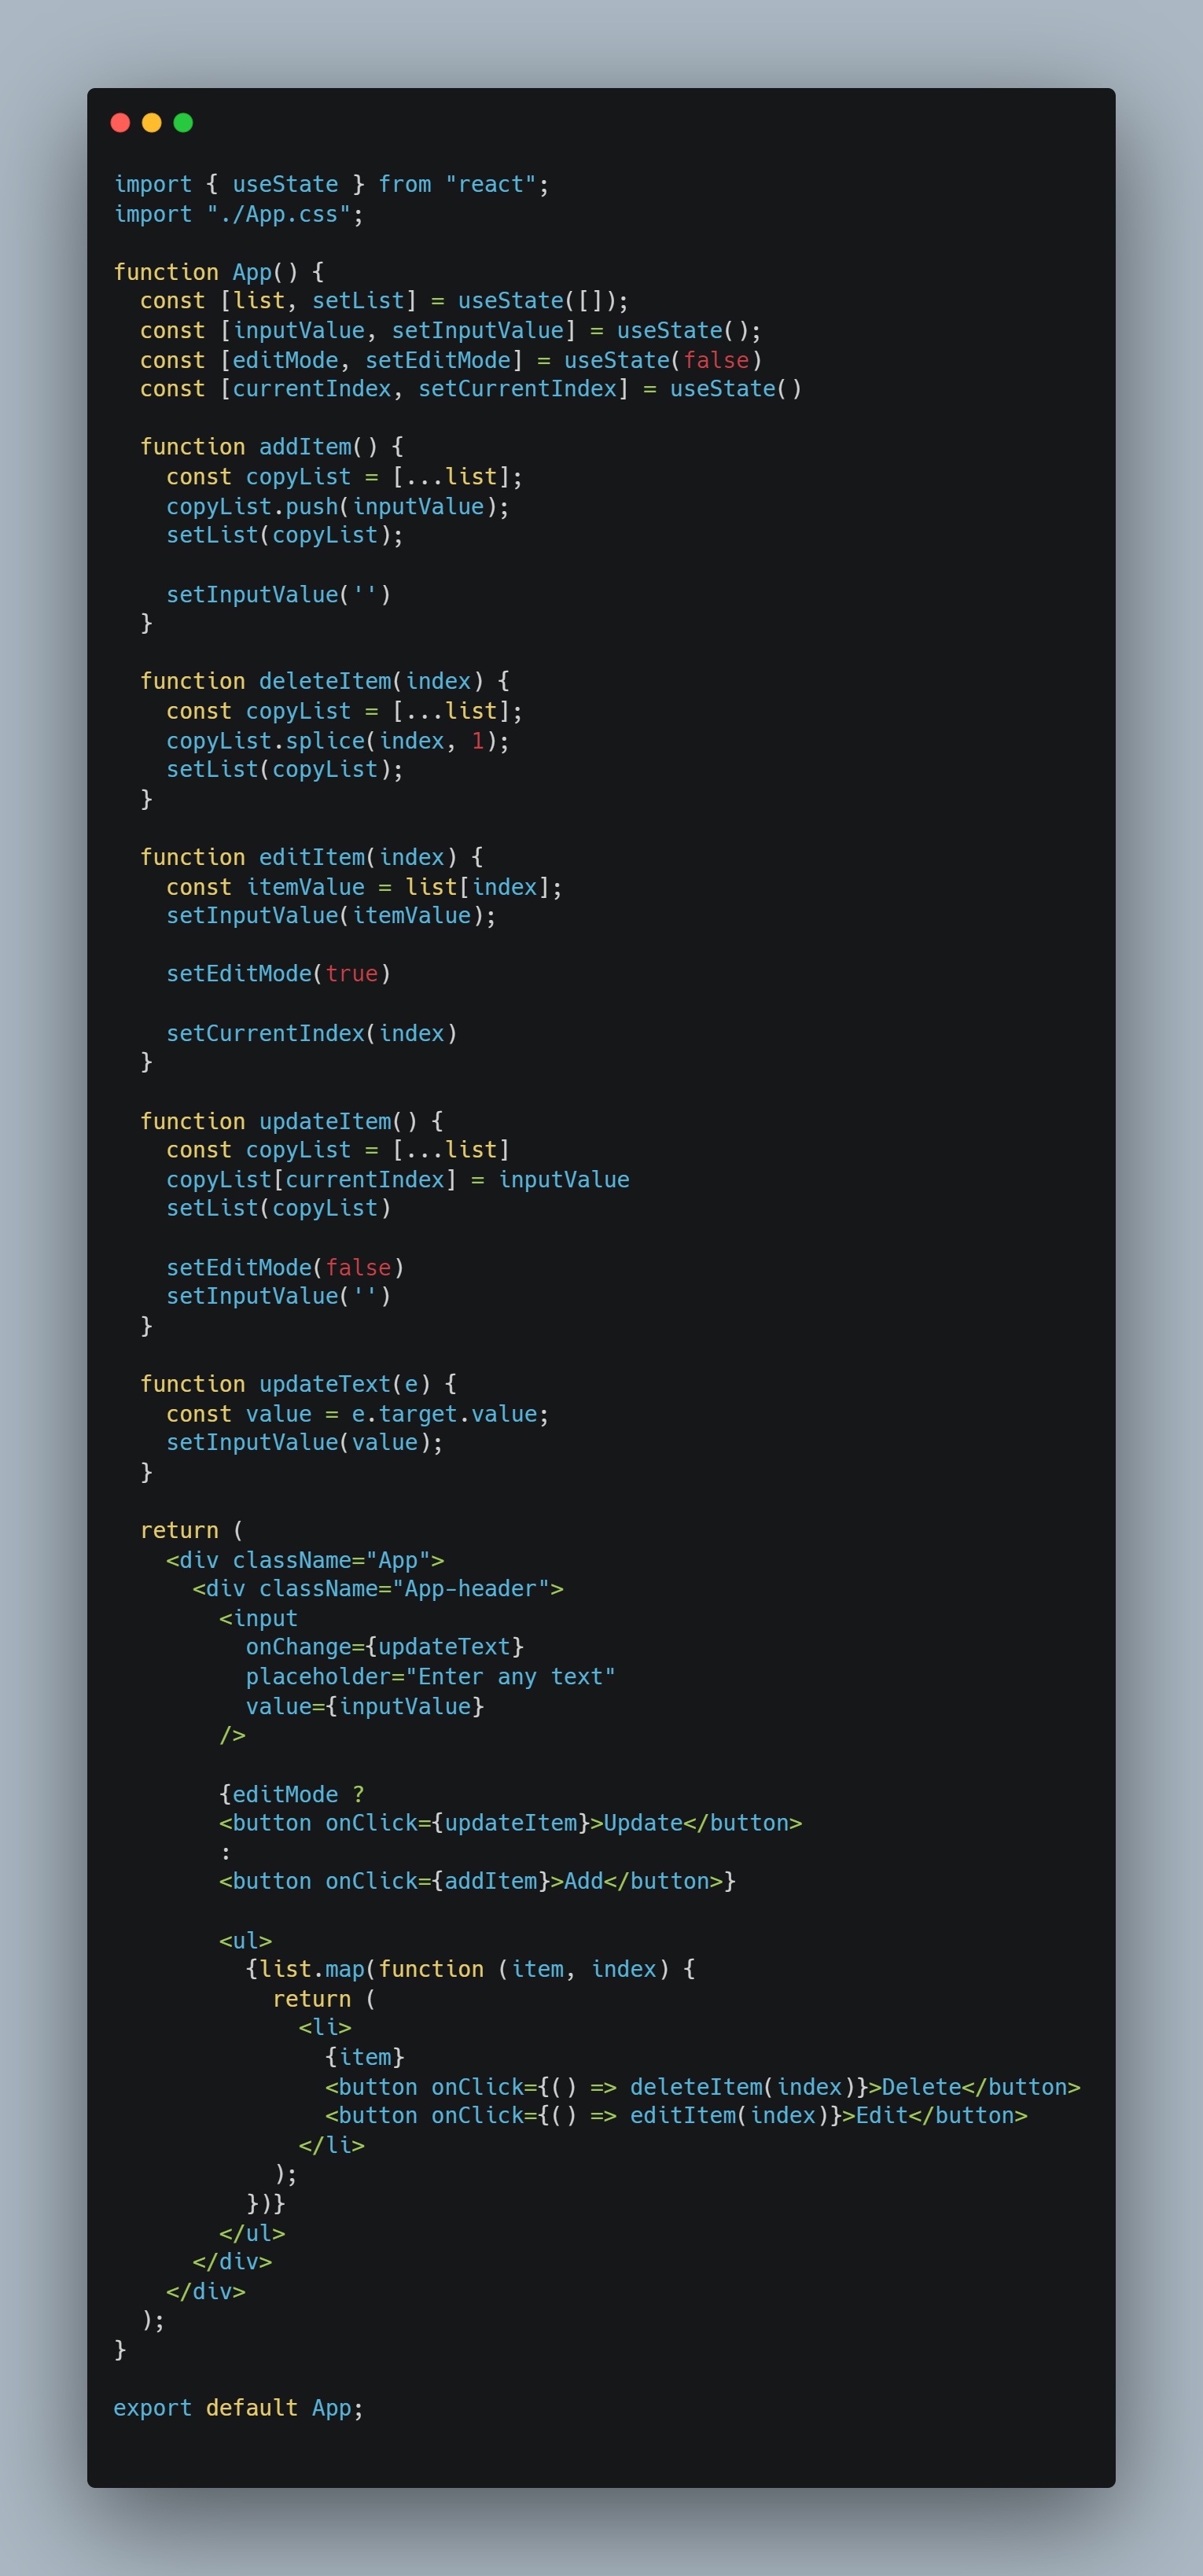 import { useState } from "react";
import "./App.css";

function App() {
  const [list, setList] = useState([]);
  const [inputValue, setInputValue] = useState();
  const [editMode, setEditMode] = useState(false)
  const [currentIndex, setCurrentIndex] = useState()

  function addItem() {
    const copyList = [...list];
    copyList.push(inputValue);
    setList(copyList);

    setInputValue('')
  }

  function deleteItem(index) {
    const copyList = [...list];
    copyList.splice(index, 1);
    setList(copyList);
  }

  function editItem(index) {
    const itemValue = list[index];
    setInputValue(itemValue);

    setEditMode(true)

    setCurrentIndex(index)
  }

  function updateItem() {
    const copyList = [...list]
    copyList[currentIndex] = inputValue
    setList(copyList)

    setEditMode(false)
    setInputValue('')
  }

  function updateText(e) {
    const value = e.target.value;
    setInputValue(value);
  }

  return (
    <div className="App">
      <div className="App-header">
        <input
          onChange={updateText}
          placeholder="Enter any text"
          value={inputValue}
        />

        {editMode ?
        <button onClick={updateItem}>Update</button>
        :
        <button onClick={addItem}>Add</button>}

        <ul>
          {list.map(function (item, index) {
            return (
              <li>
                {item}
                <button onClick={() => deleteItem(index)}>Delete</button>
                <button onClick={() => editItem(index)}>Edit</button>
              </li>
            );
          })}
        </ul>
      </div>
    </div>
  );
}

export default App;